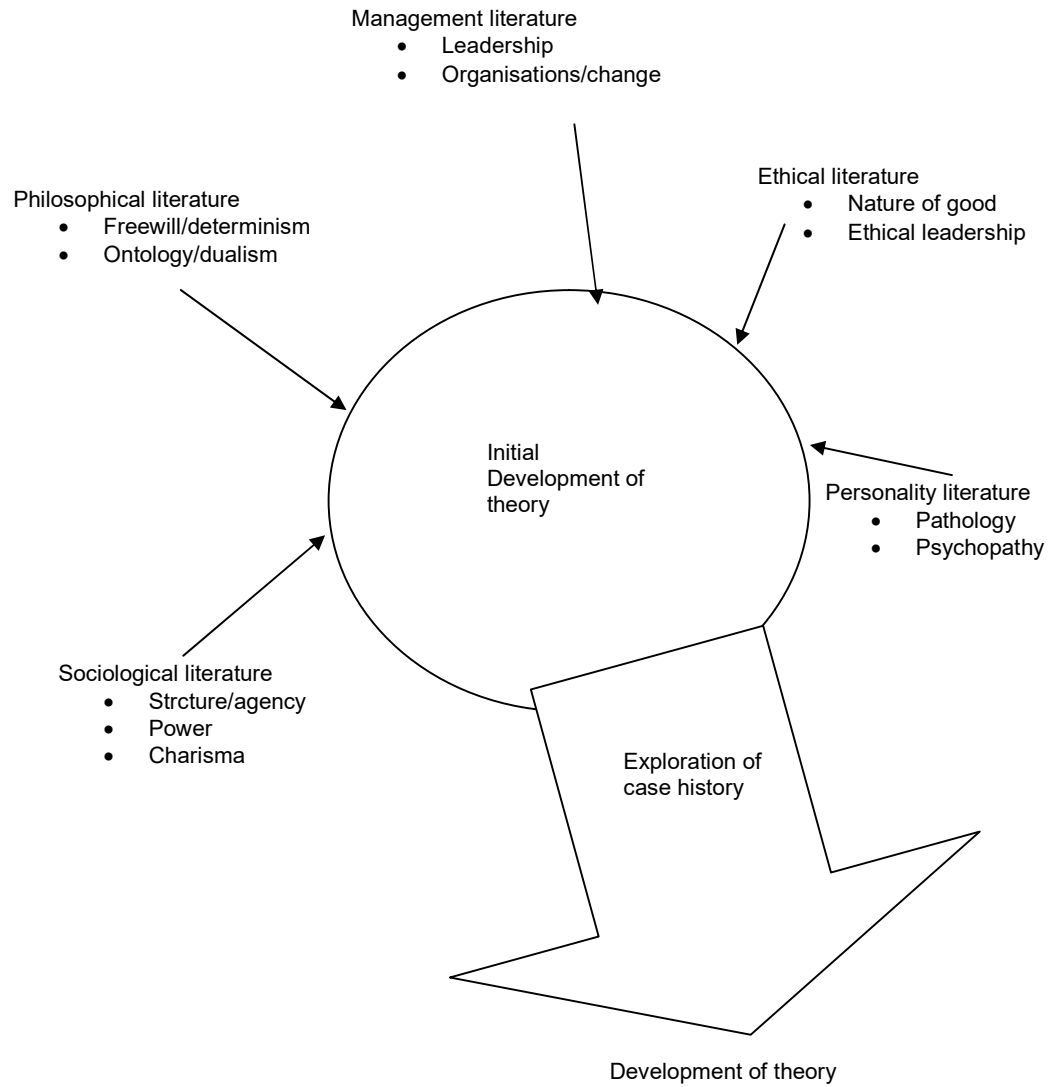 Management literature
• Leadership
• Organisations/change
Ethical literature
• Nature of good
• Ethical leadership
Philosophical literature
• Freewill/determinism
• Ontology/dualism
Initial
Development of
theory
Personality literature
• Pathology
• Psychopathy
Sociological literature
• Strcture/agency
• Power
• Charisma
Exploration of
case history
Development of theory